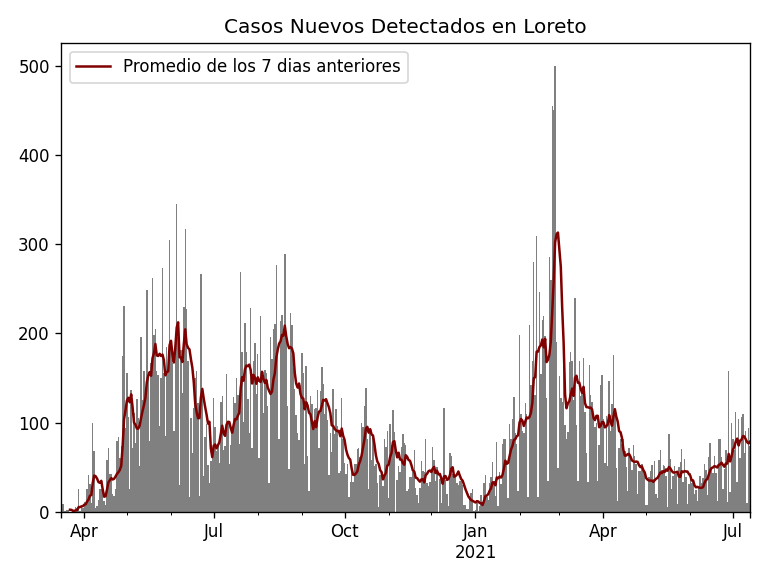 Casos Nuevos Detectados en Loreto
Promedio de los 7 dias anteriores
500
400
300
200
100
0
Apr
Jul
Oct
Jan
2021
Apr
Jul